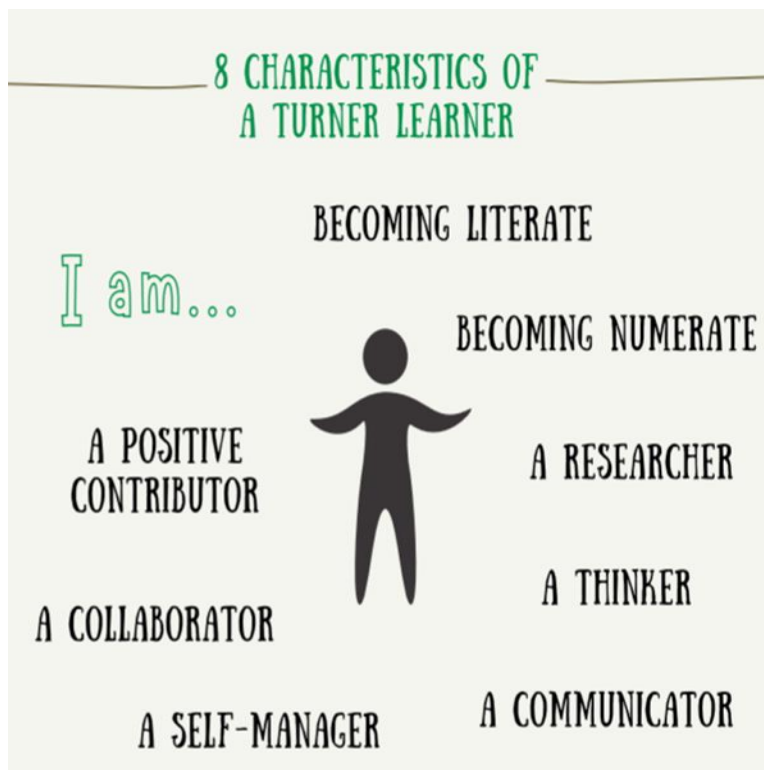 8 CHARACTERISTICS OF
A TURNER LEARNER
I am...
BECOMING LITERATE
BECOMING NUMERATE
A RESEARCHER
A THINKER
A COMMUNICATOR
A SELF-MANAGER
A COLLABORATOR
A POSITIVE
CONTRIBUTOR